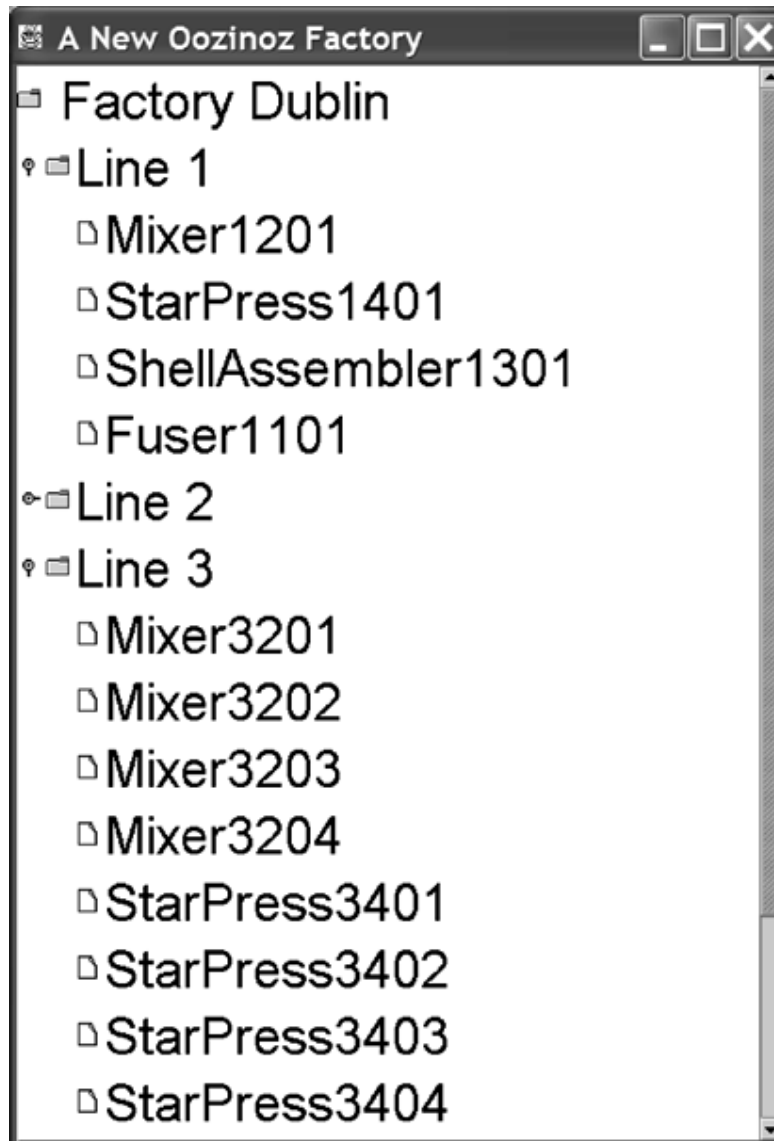 A New Oozinoz Factory
Factory Dublin
Line 1
Mixer1201
StarPress1401
ShellAssembler1301
Fuser1101
Line 2
Line 3
Mixer3201
Mixer3202
Mixer3203
Mixer3204
StarPress3401
StarPress3402
StarPress3403
StarPress3404